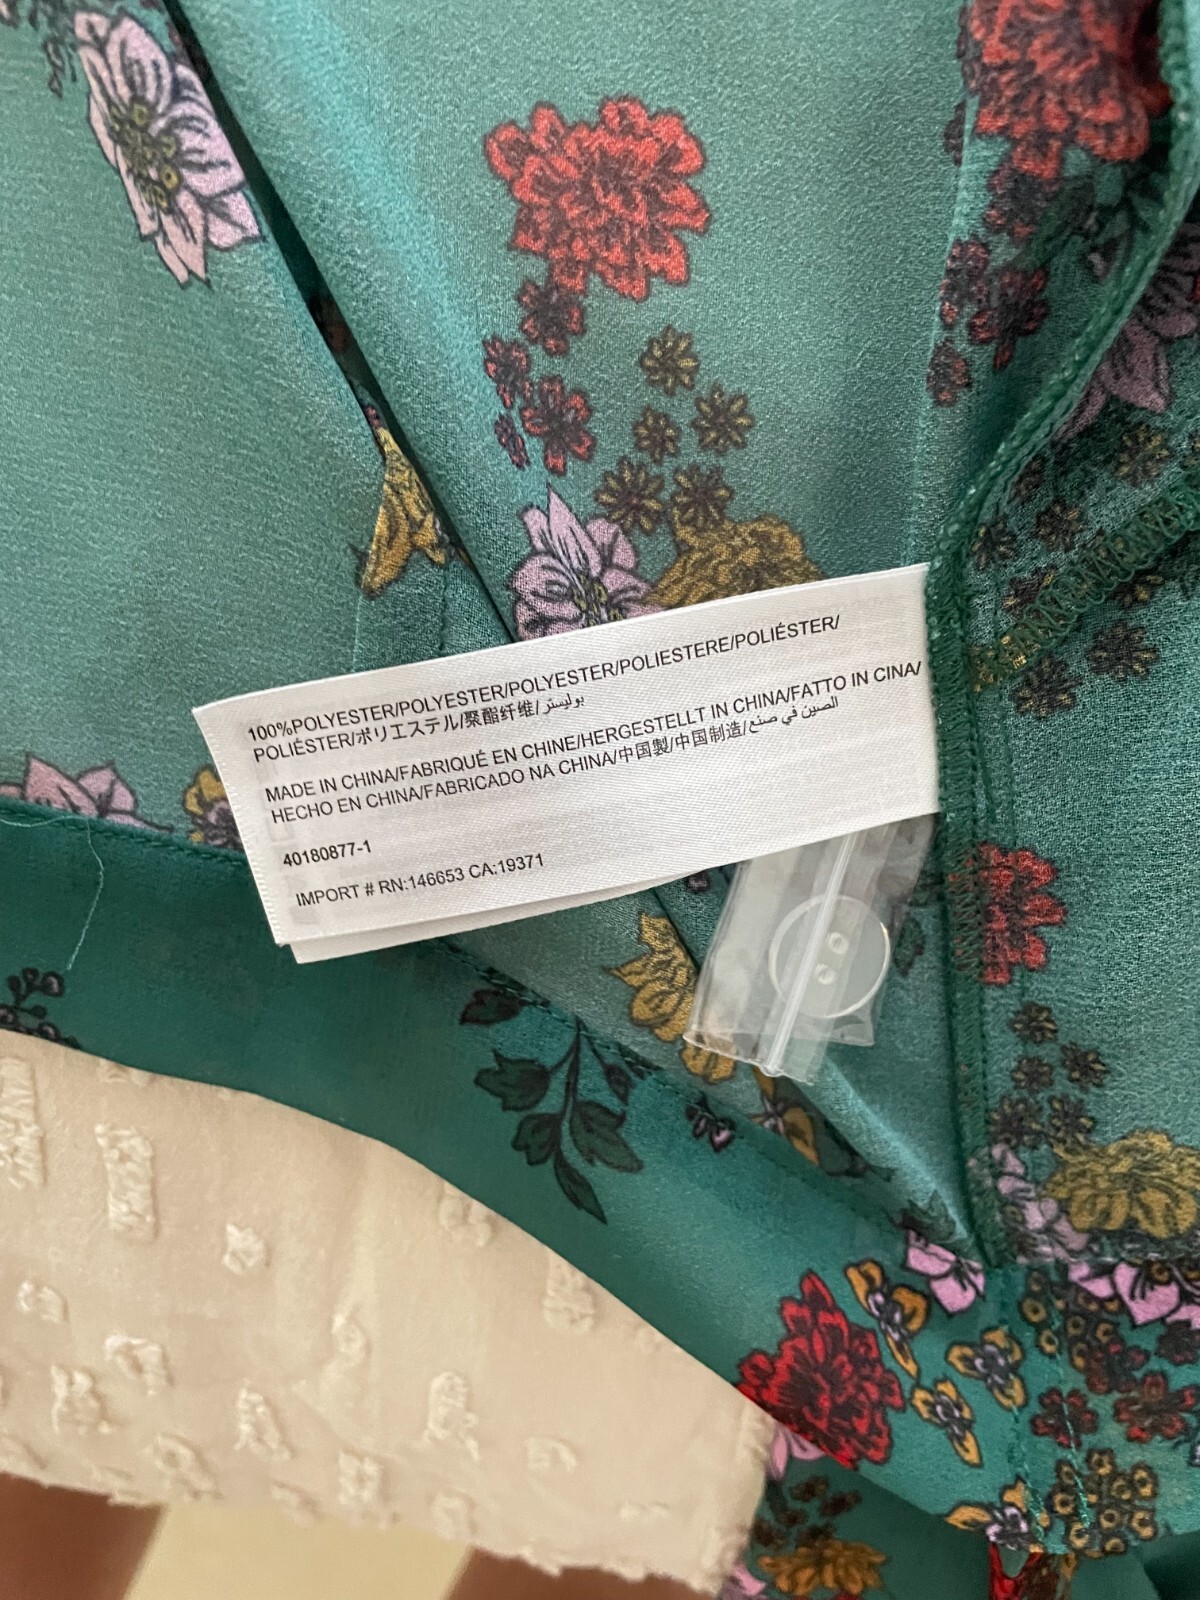 100%POLYESTER/POLYESTER/POLYESTER/POLIESTERE/POLIÉSTER/
POLIÉSTER/ポリエステル/聚酯纤维/بوليستر
MADE IN CHINA/FABRIQUÉ EN CHINE/HERGESTELLT IN CHINA/FATTO IN CINA/
HECHO EN CHINA/FABRICADO NA CHINA/中国製/中国制造/الصين في صنع
40180877-1
IMPORT # RN:146653 CA:19371